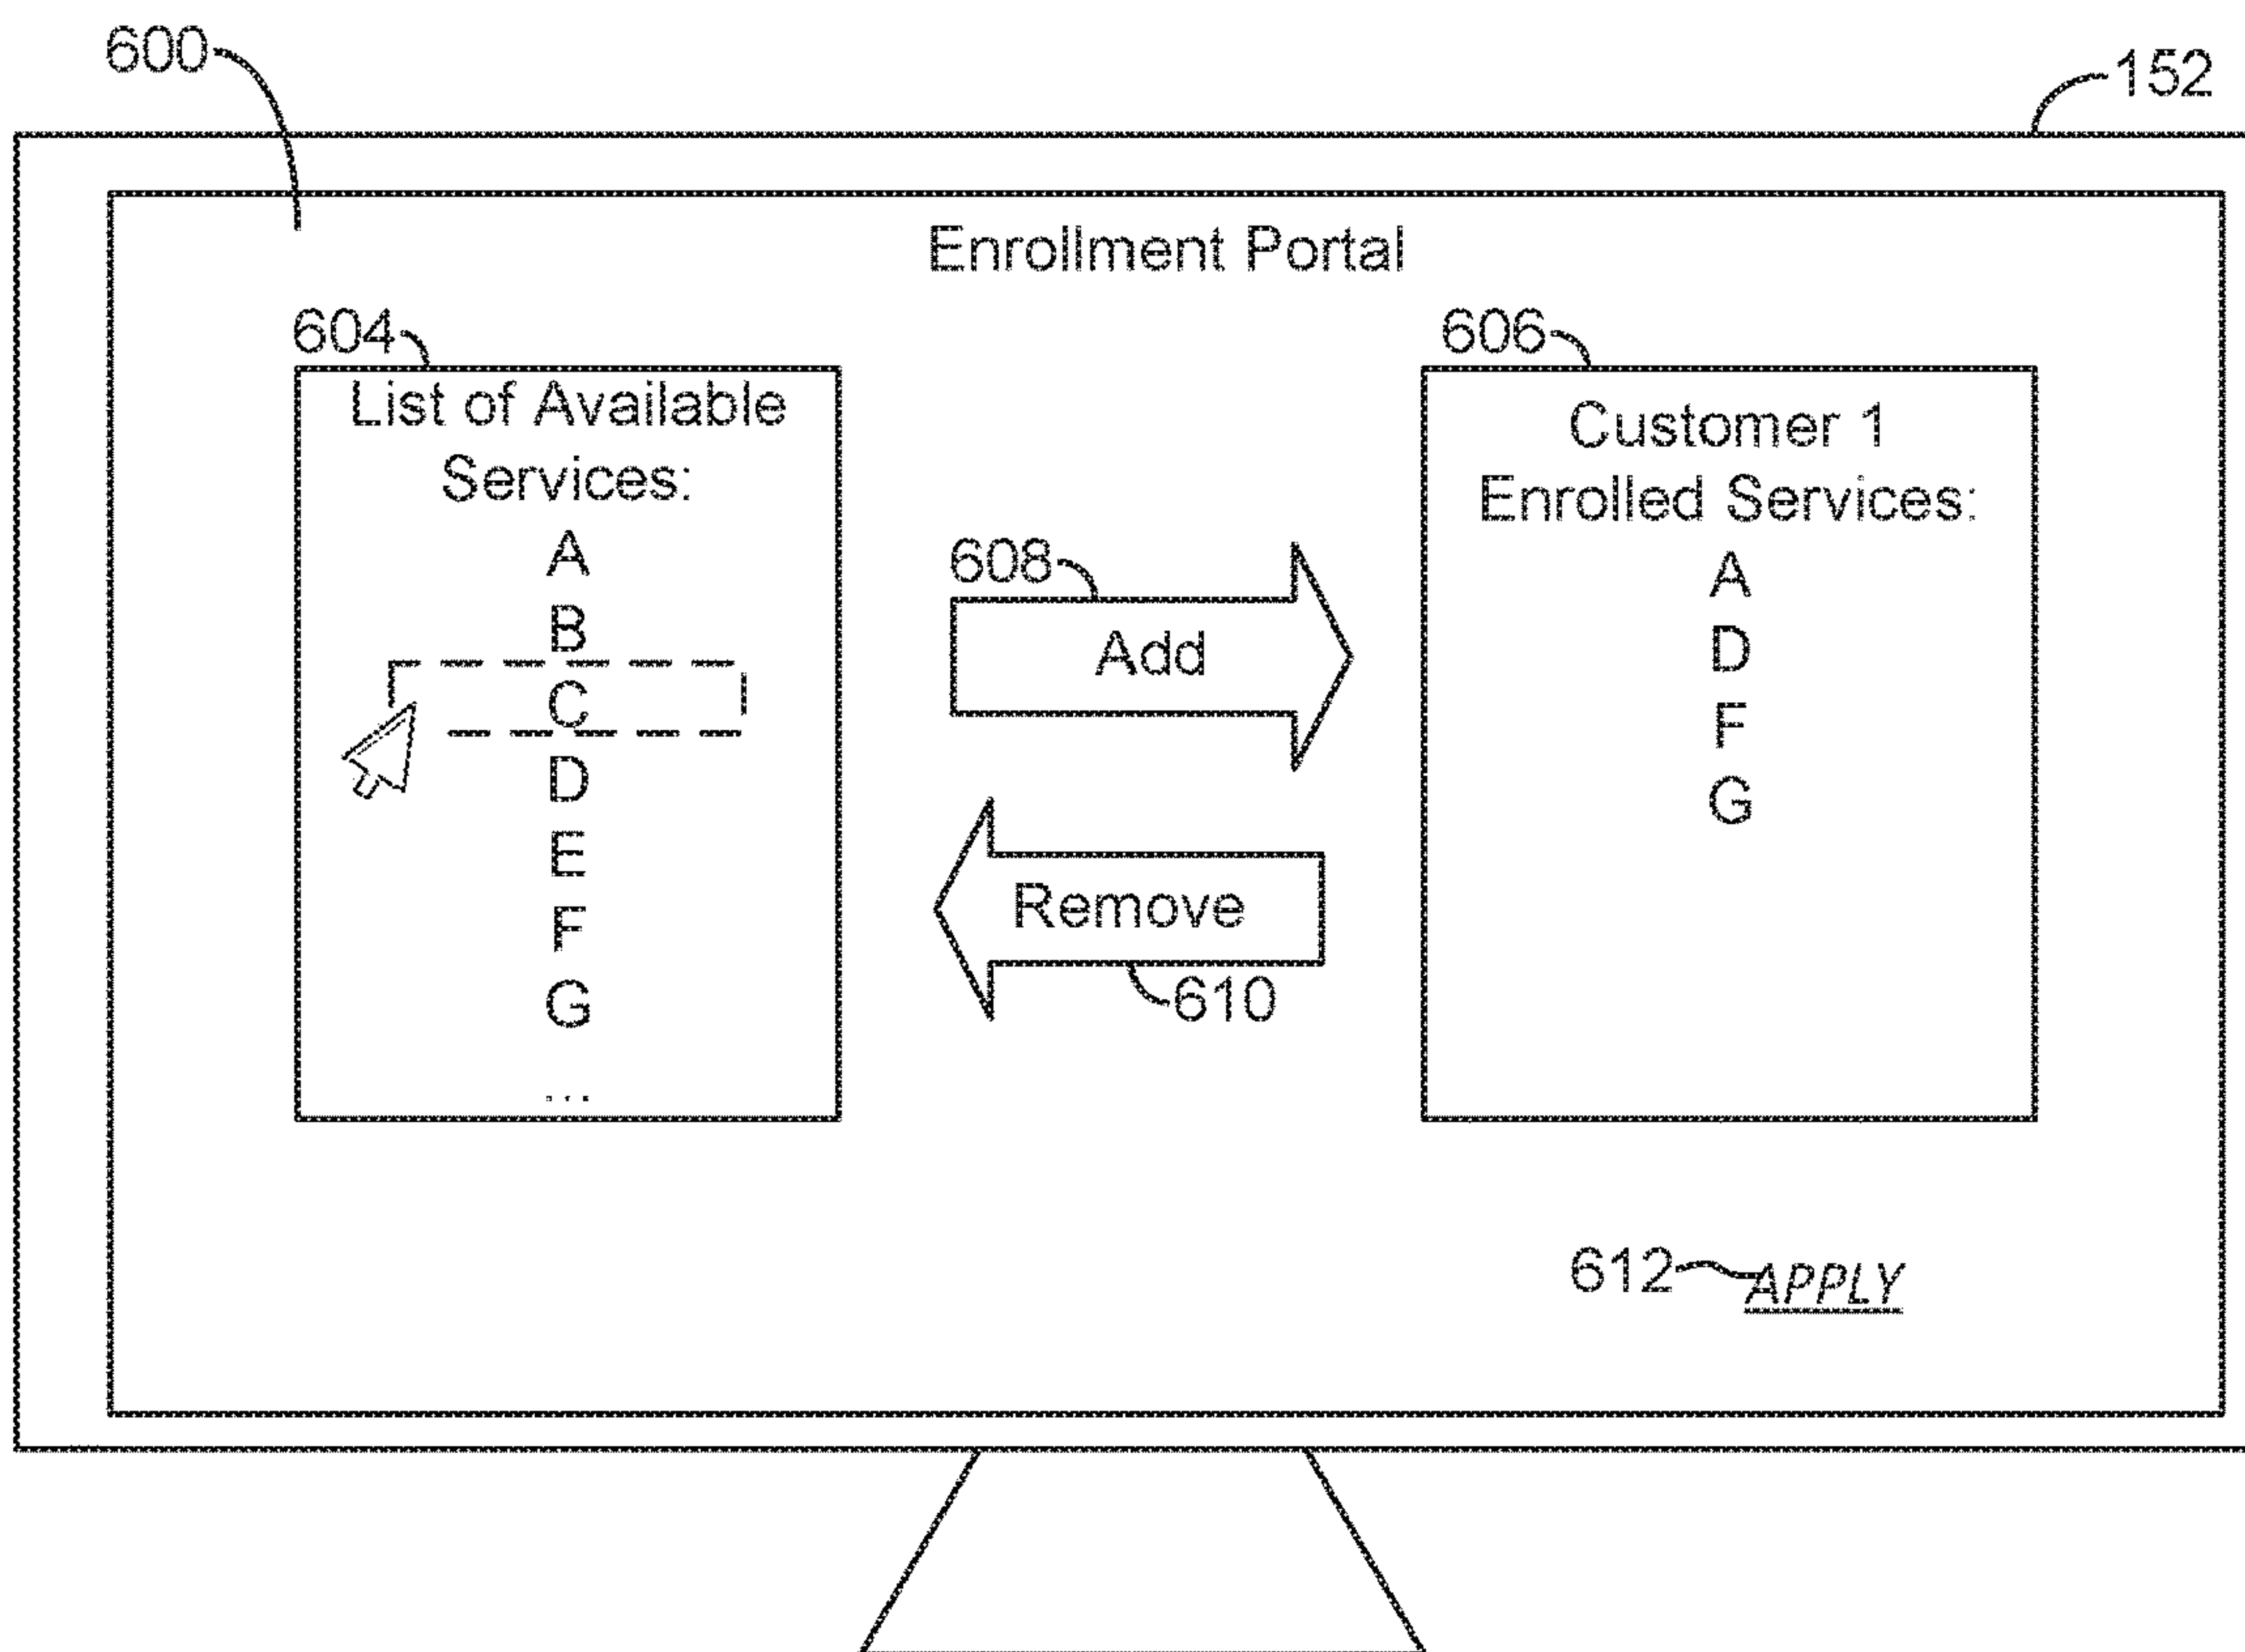 600
152
Enrollment Portal
604
List of Available
Services:
A
B
C
D
E
F
G
...
608
Add
Remove
610
606
Customer 1
Enrolled Services:
A
D
F
G
612
APPLY